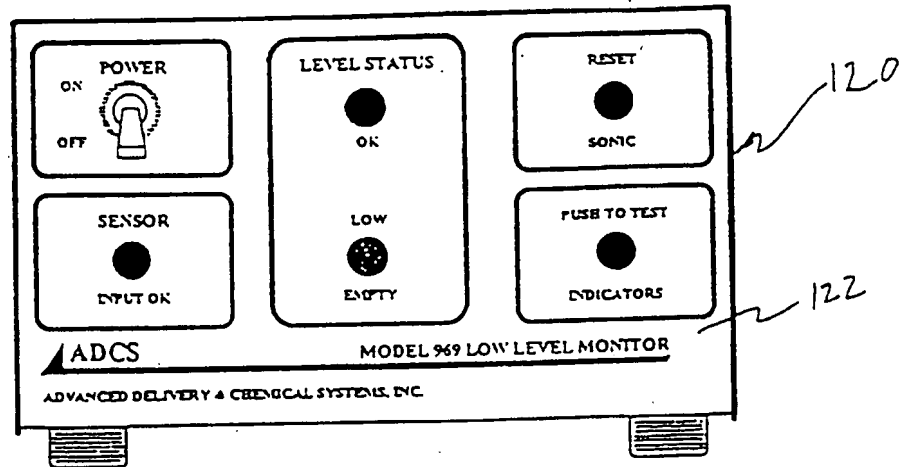 POWER
ON
OFF
SENSOR
INPUT OK
LEVEL STATUS
OK
LOW
EMPTY
RESET
SONIC
PUSH TO TEST
INDICATORS
ADCS
MODEL 969 LOW LEVEL MONITOR
ADVANCED DELIVERY & CHEMICAL SYSTEMS, INC.
120
122